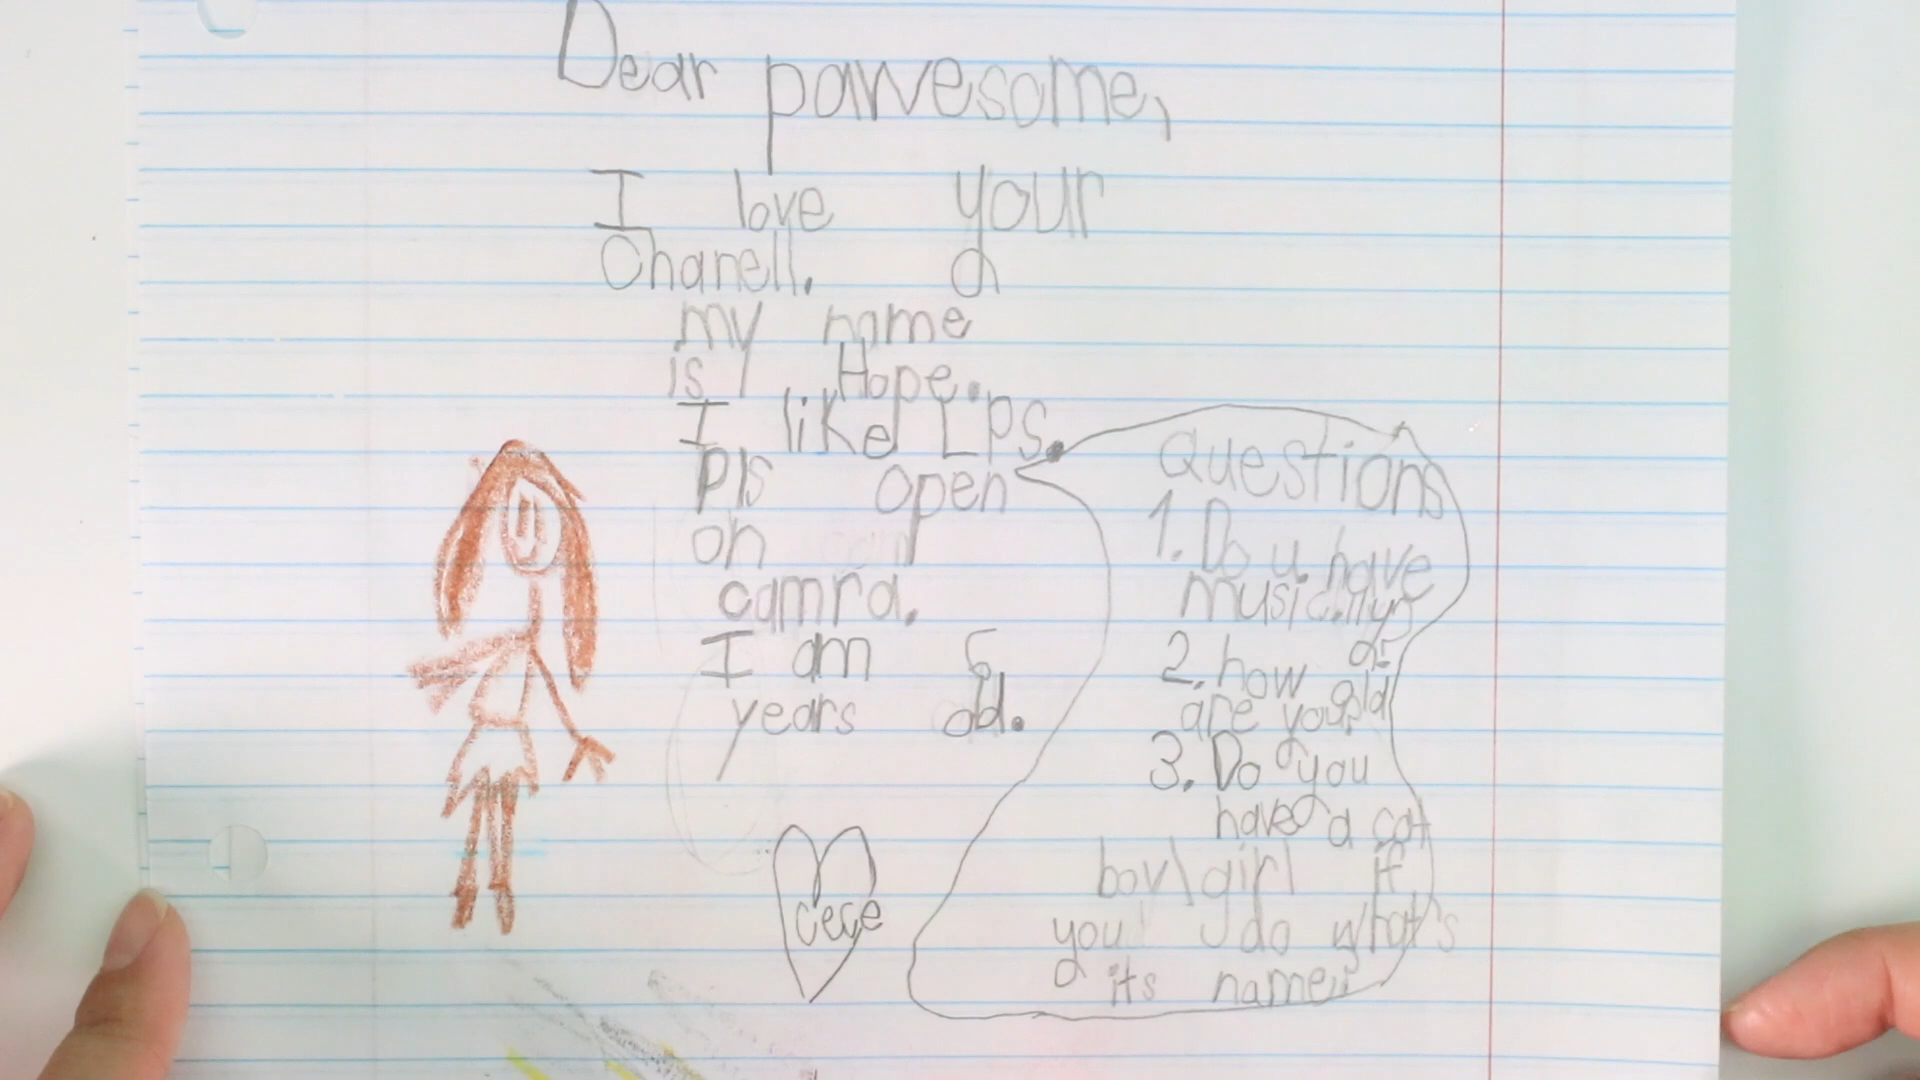 Dear pawesome,
I love your
Chanell.
my name
is Hope.
I like Lps.
pls open
on
camra.
I am 6
years old.
cece
Questions
1. Do u have
music.lly
2. how old
are you
3. Do you
have a cat
boy\girl if
you do what's
its name